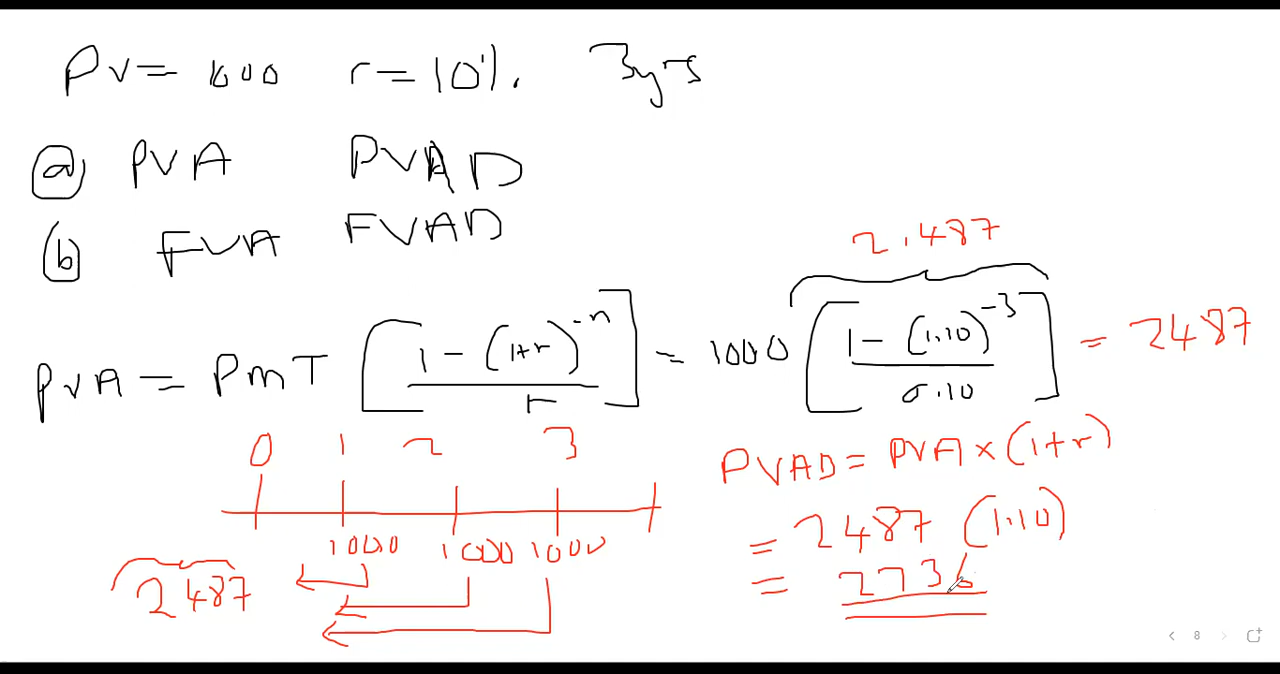 PV = 1000 r = 10%. 3yrs
(a) PVA PVAD
(b) FVA FVAD
2.487
PVA = PmT [1 - (1+r)^-n / r] = 1000 [1 - (1.10)^-3 / 0.10] = 2487
0 1 2 3
PVAD = PVA × (1+r)
= 2487 (1.10)
1000 1000 1000
2487
= 2736
8